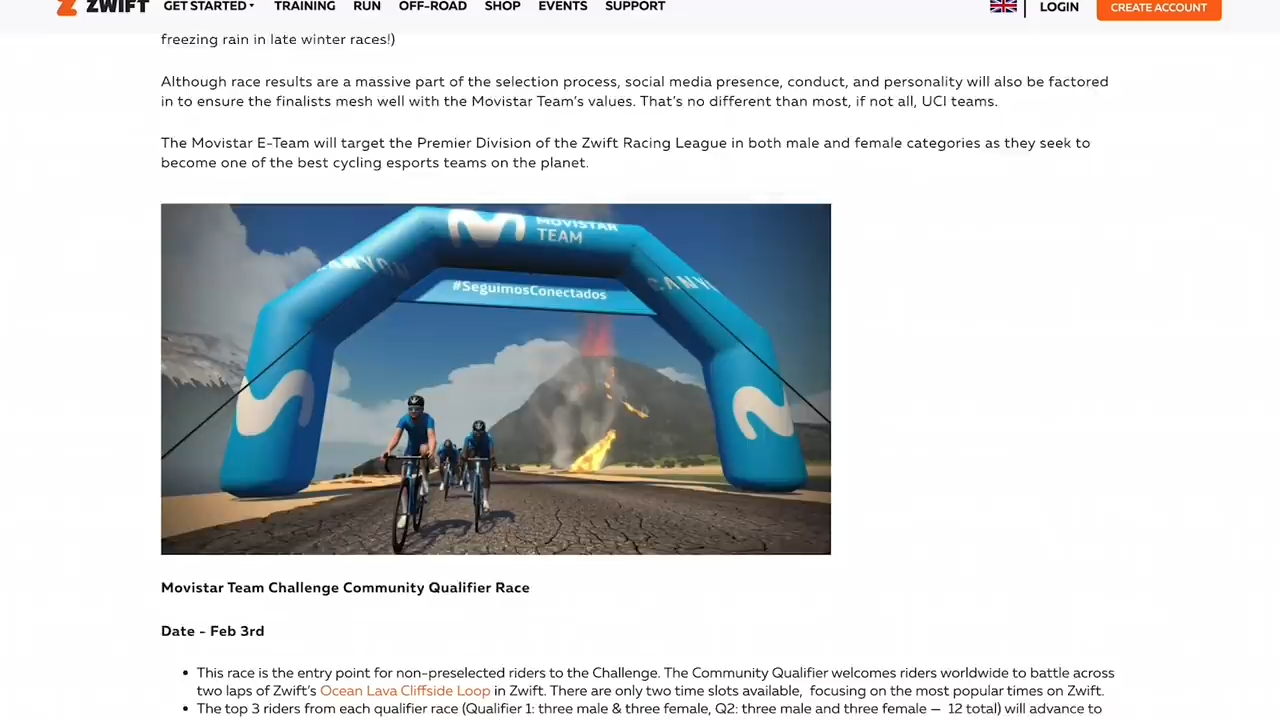 ZWIFT GET STARTED TRAINING RUN OFF-ROAD SHOP EVENTS SUPPORT LOGIN CREATE ACCOUNT
freezing rain in late winter races!)
Although race results are a massive part of the selection process, social media presence, conduct, and personality will also be factored
in to ensure the finalists mesh well with the Movistar Team's values. That's no different than most, if not all, UCI teams.
The Movistar E-Team will target the Premier Division of the Zwift Racing League in both male and female categories as they seek to
become one of the best cycling esports teams on the planet.
MOVISTAR
TEAM
CANYON
CANYON
#SeguimosConectados
Movistar Team Challenge Community Qualifier Race
Date - Feb 3rd
• This race is the entry point for non-preselected riders to the Challenge. The Community Qualifier welcomes riders worldwide to battle across
two laps of Zwift's Ocean Lava Cliffside Loop in Zwift. There are only two time slots available, focusing on the most popular times on Zwift.
• The top 3 riders from each qualifier race (Qualifier 1: three male & three female, Q2: three male and three female — 12 total) will advance to